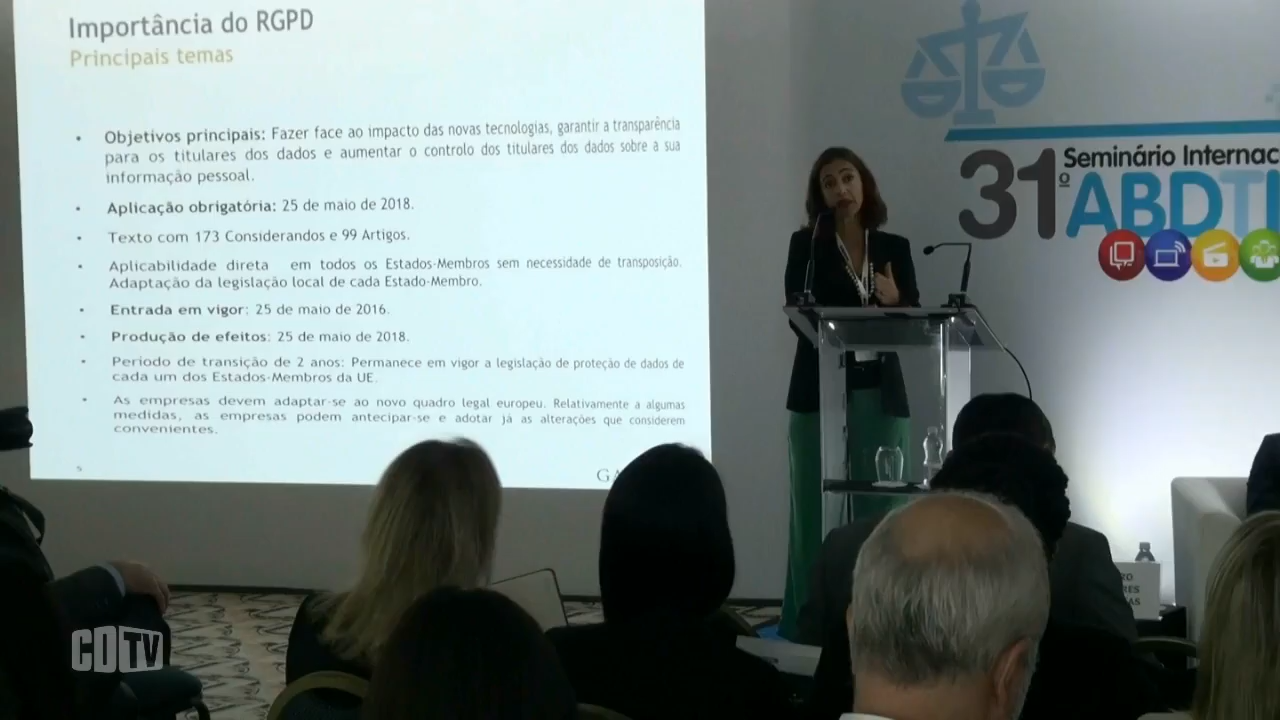 Importância do RGPD
Principais temas
• Objetivos principais: Fazer face ao impacto das novas tecnologias, garantir a transparência
para os titulares dos dados e aumentar o controlo dos titulares dos dados sobre a sua
informação pessoal.
• Aplicação obrigatória: 25 de maio de 2018.
• Texto com 173 Considerandos e 99 Artigos.
• Aplicabilidade direta em todos os Estados-Membros sem necessidade de transposição.
Adaptação da legislação local de cada Estado-Membro.
• Entrada em vigor: 25 de maio de 2016.
• Produção de efeitos: 25 de maio de 2018.
• Período de transição de 2 anos: Permanece em vigor a legislação de proteção de dados de
cada um dos Estados-Membros da UE.
• As empresas devem adaptar-se ao novo quadro legal europeu. Relativamente a algumas
medidas, as empresas podem antecipar-se e adotar já as alterações que considerem
convenientes.
5
31º
Seminário Internac
ABDTI
CDTV